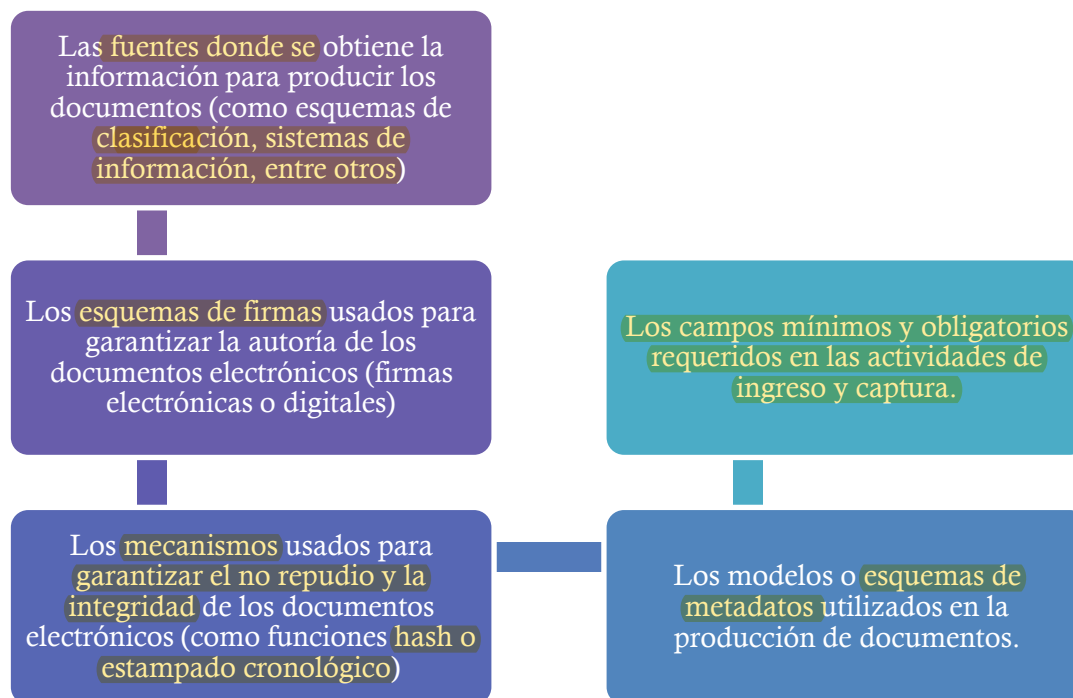 Las fuentes donde se obtiene la
información para producir los
documentos (como esquemas de
clasificación, sistemas de
información, entre otros)
Los esquemas de firmas usados para
garantizar la autoría de los
documentos electrónicos (firmas
electrónicas o digitales)
Los mecanismos usados para
garantizar el no repudio y la
integridad de los documentos
electrónicos (como funciones hash o
estampado cronológico)
Los modelos o esquemas de
metadatos utilizados en la
producción de documentos.
Los campos mínimos y obligatorios
requeridos en las actividades de
ingreso y captura.